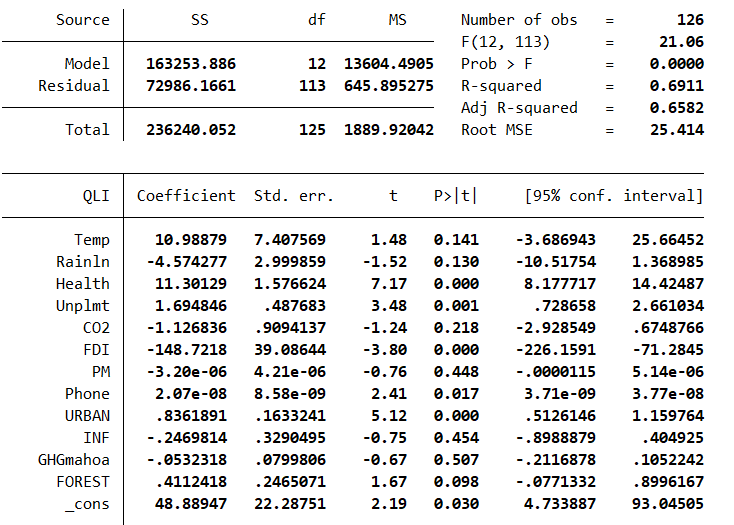 Source SS df MS Number of obs = 126
F(12, 113) = 21.06
Model 163253.886 12 13604.4905 Prob > F = 0.0000
Residual 72986.1661 113 645.895275 R-squared = 0.6911
Adj R-squared = 0.6582
Total 236240.052 125 1889.92042 Root MSE = 25.414
QLI Coefficient Std. err. t P>|t| [95% conf. interval]
Temp 10.98879 7.407569 1.48 0.141 -3.686943 25.66452
Rainln -4.574277 2.999859 -1.52 0.130 -10.51754 1.368985
Health 11.30129 1.576624 7.17 0.000 8.177717 14.42487
Unplmt 1.694846 .487683 3.48 0.001 .728658 2.661034
CO2 -1.126836 .9094137 -1.24 0.218 -2.928549 .6748766
FDI -148.7218 39.08644 -3.80 0.000 -226.1591 -71.2845
PM -3.20e-06 4.21e-06 -0.76 0.448 -.0000115 5.14e-06
Phone 2.07e-08 8.58e-09 2.41 0.017 3.71e-09 3.77e-08
URBAN .8361891 .1633241 5.12 0.000 .5126146 1.159764
INF -.2469814 .3290495 -0.75 0.454 -.8988879 .404925
GHGmahoa -.0532318 .0799806 -0.67 0.507 -.2116878 .1052242
FOREST .4112418 .2465071 1.67 0.098 -.0771332 .8996167
_cons 48.88947 22.28751 2.19 0.030 4.733887 93.04505